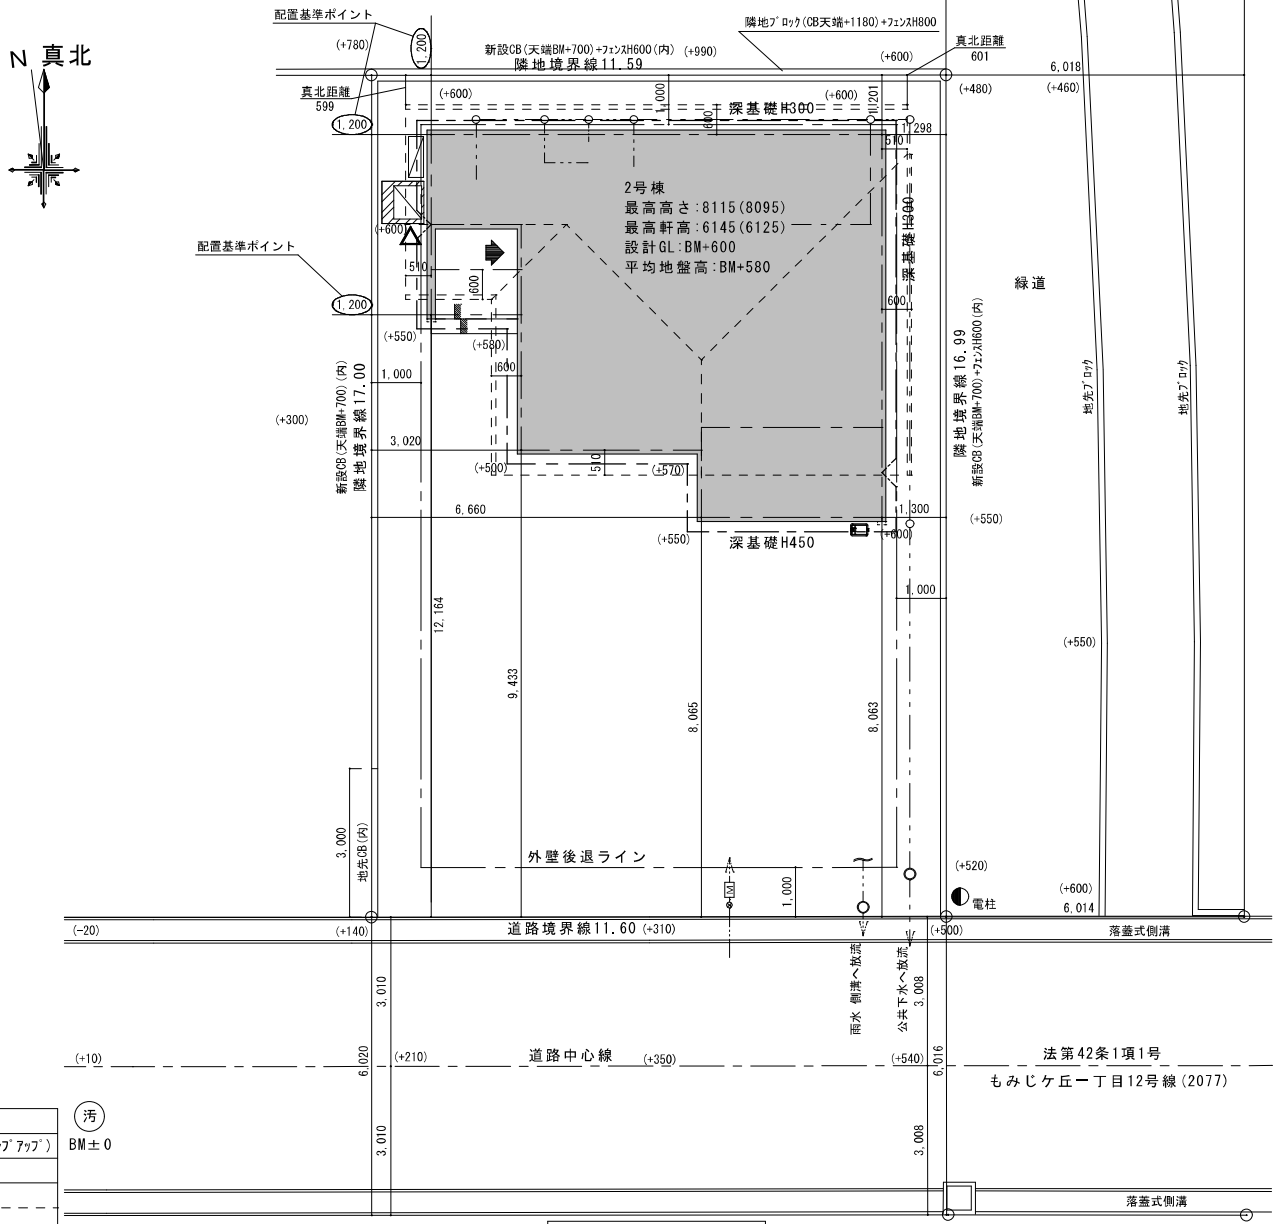 配置基準ポイント
N 真北
(+780)
1,200
新設CB(天端BM+700)+フェンスH600(内)
(+990)
隣地境界線11.59
隣地ブロック(CB天端+1180)+フェンスH800
(+600)
真北距離
601
6,018
(+480)
(+460)
真北距離
599
(+600)
1,000
(+600)
1,201
深基礎H300
600
1,200
1,298
510
2号棟
最高高さ:8115(8095)
最高軒高:6145(6125)
設計GL:BM+600
平均地盤高:BM+580
深基礎H300
(+600)
配置基準ポイント
510
600
600
緑道
1,200
(+550)
(+580)
新設CB(天端BM+700)(内)
隣地境界線17.00
1,000
600
隣地境界線16.99
新設CB(天端BM+700)+フェンスH600(内)
地先ブロック
地先ブロック
(+300)
3,020
(+500)
510
(+570)
6,660
1,300
(+550)
(+550)
深基礎H450
(+600)
1,000
12,164
9,433
8,065
8,063
(+550)
3,000
地先CB(内)
外壁後退ライン
M
1,000
(+520)
(+600)
電柱
6,014
(-20)
(+140)
道路境界線11.60
(+310)
(+500)
落蓋式側溝
3,010
雨水 側溝へ放流
公共下水へ放流
3,008
(+10)
6,020
(+210)
道路中心線
(+350)
(+540)
6,016
法第42条1項1号
もみじケ丘一丁目12号線(2077)
汚
BM±0
プアップ)
3,010
3,008
落蓋式側溝